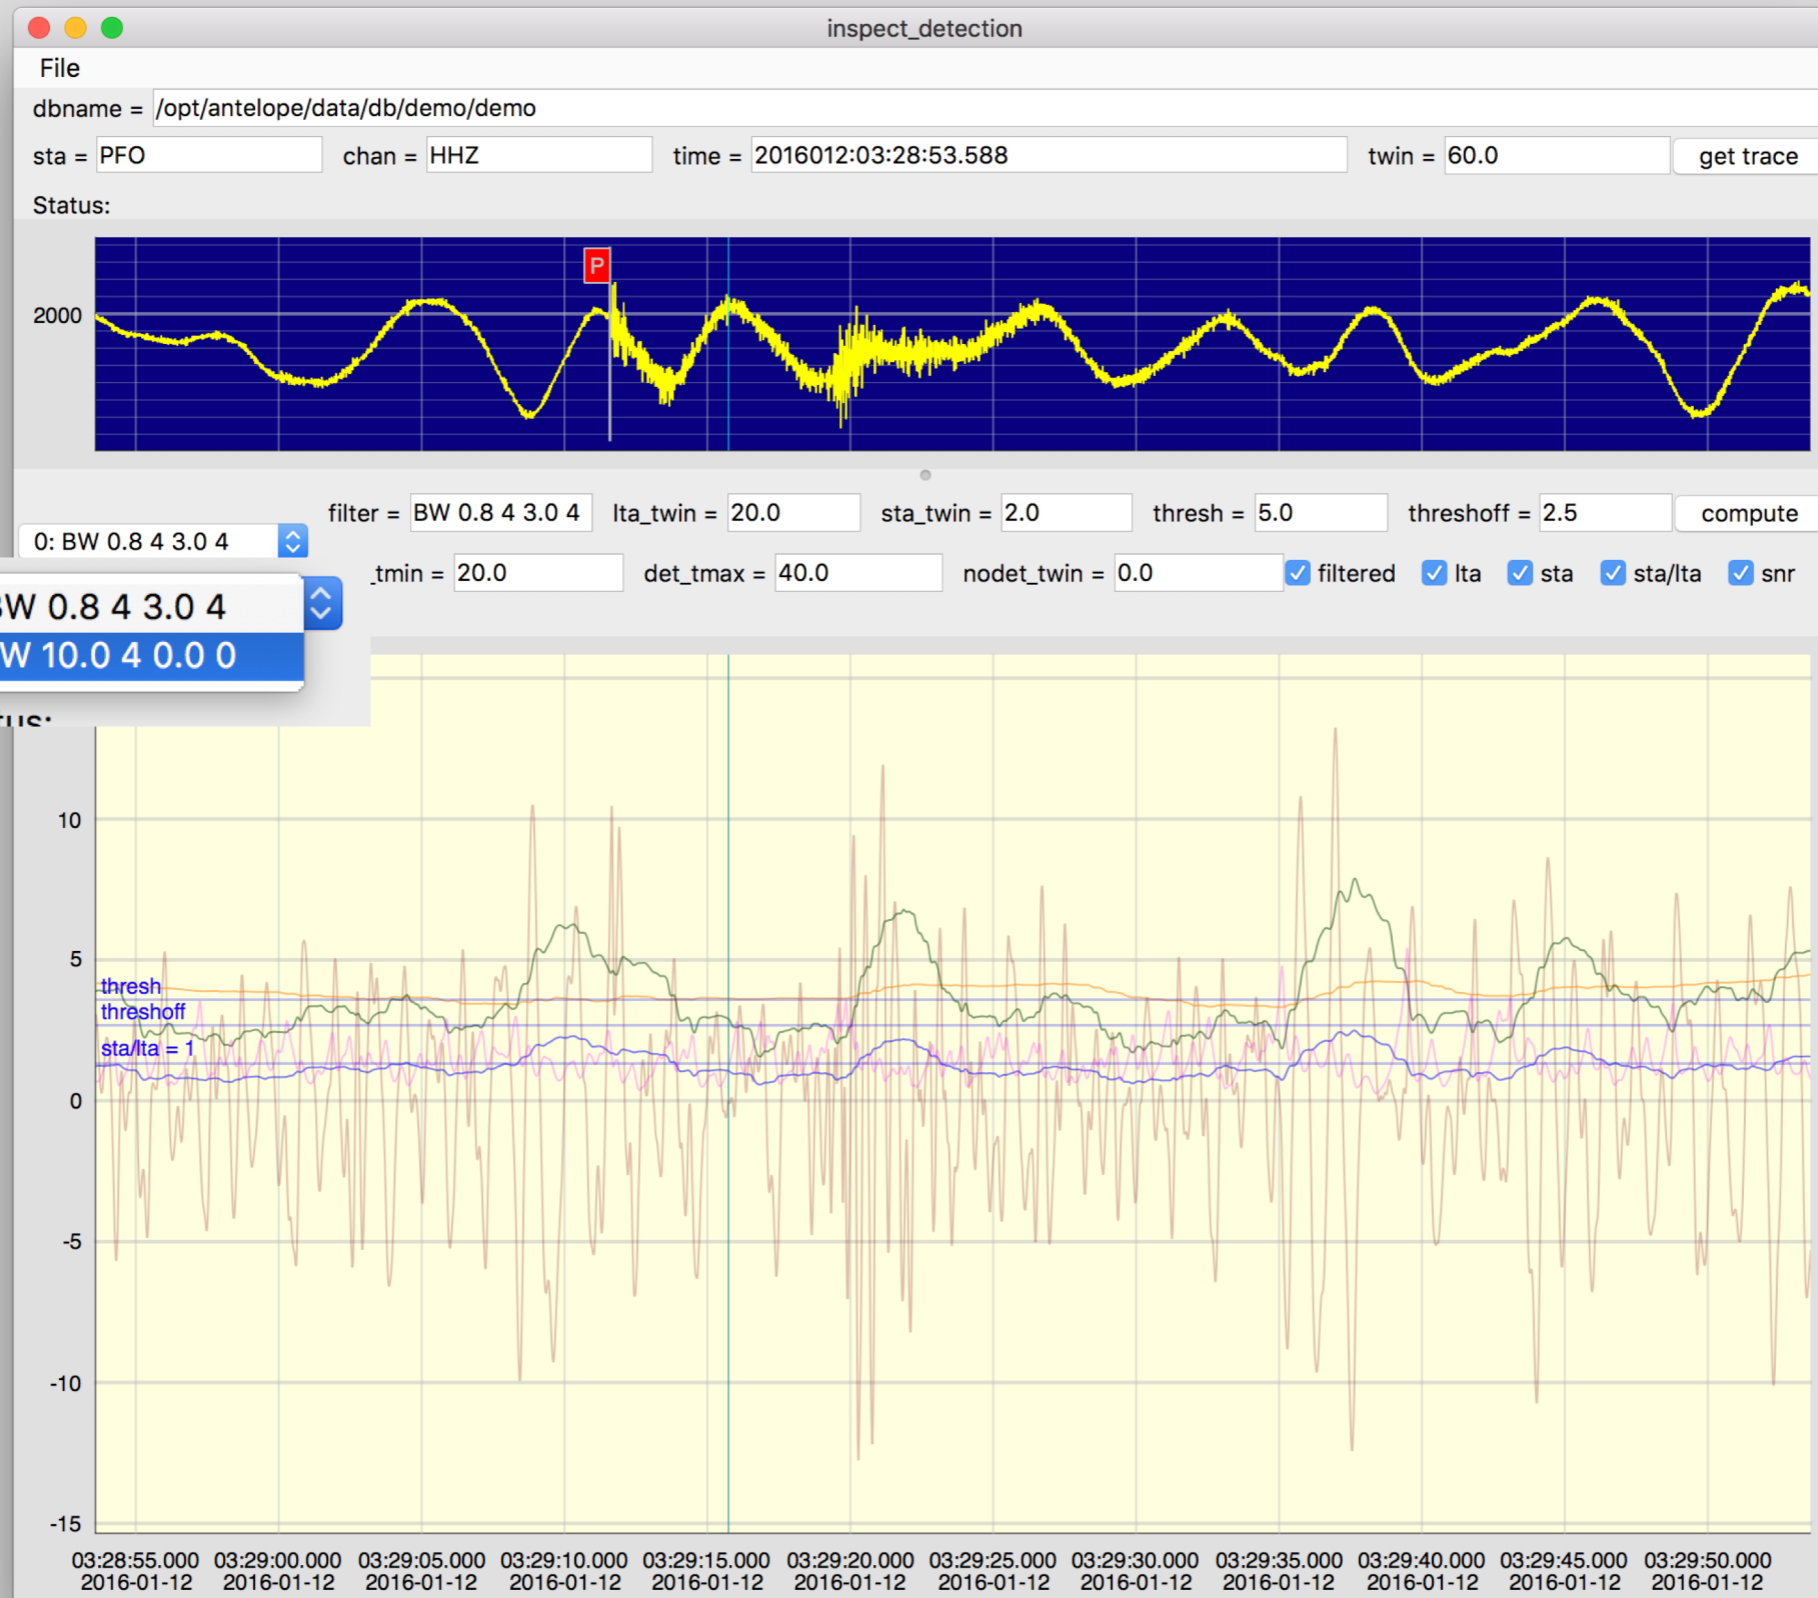 inspect_detection
File
dbname = /opt/antelope/data/db/demo/demo
sta = PFO chan = HHZ time = 2016012:03:28:53.588 twin = 60.0 get trace
Status:
P
2000
filter = BW 0.8 4 3.0 4 lta_twin = 20.0 sta_twin = 2.0 thresh = 5.0 threshoff = 2.5 compute
0: BW 0.8 4 3.0 4
_tmin = 20.0 det_tmax = 40.0 nodet_twin = 0.0 filtered lta sta sta/lta snr
BW 0.8 4 3.0 4
W 10.0 4 0.0 0
tus:
10
5
thresh
threshoff
sta/lta = 1
0
-5
-10
-15
03:28:55.000 03:29:00.000 03:29:05.000 03:29:10.000 03:29:15.000 03:29:20.000 03:29:25.000 03:29:30.000 03:29:35.000 03:29:40.000 03:29:45.000 03:29:50.000
2016-01-12 2016-01-12 2016-01-12 2016-01-12 2016-01-12 2016-01-12 2016-01-12 2016-01-12 2016-01-12 2016-01-12 2016-01-12 2016-01-12